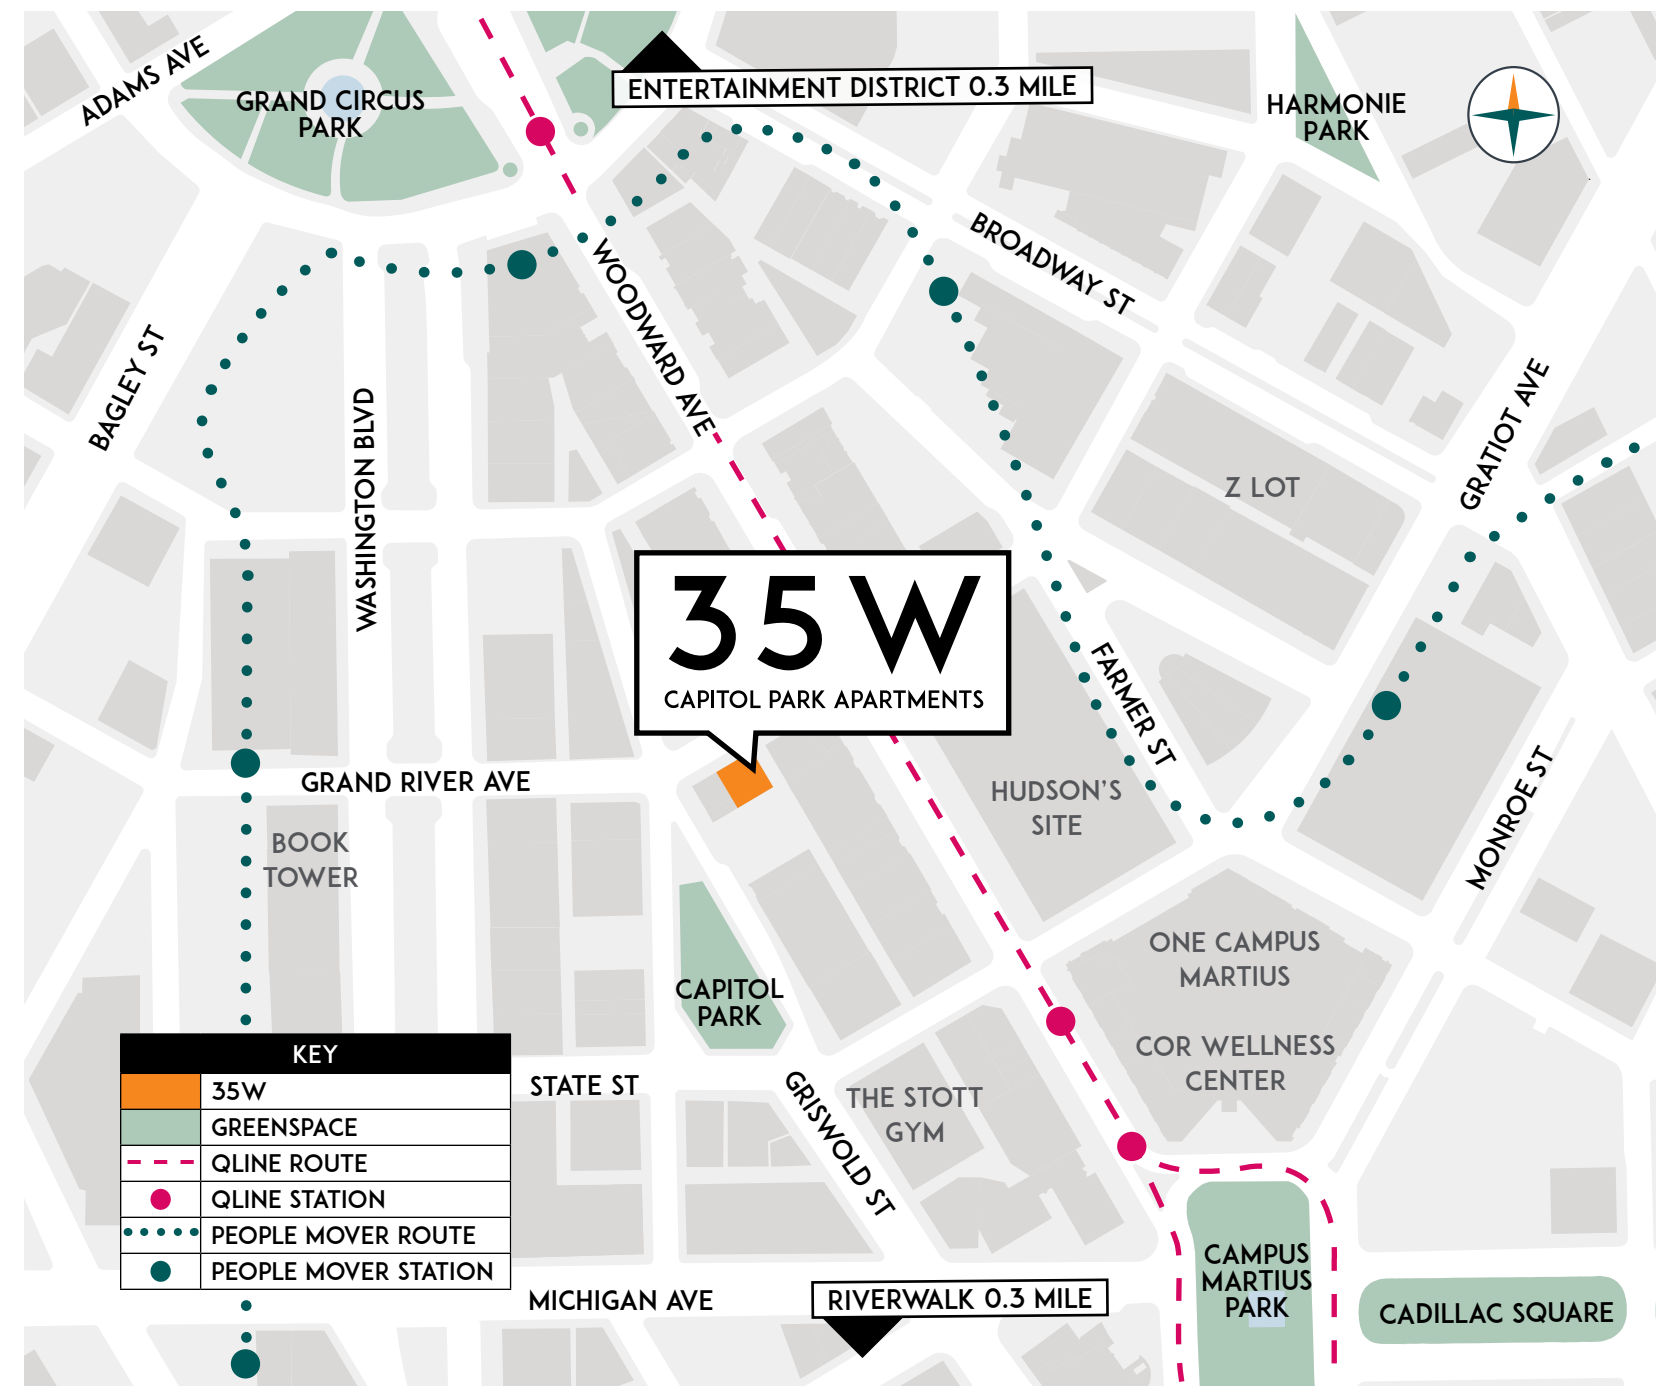 ADAMS AVE
GRAND CIRCUS
PARK
ENTERTAINMENT DISTRICT 0.3 MILE
HARMONIE
PARK
BROADWAY ST
WOODWARD AVE
BAGLEY ST
WASHINGTON BLVD
GRATIOT AVE
Z LOT
35 W
CAPITOL PARK APARTMENTS
FARMER ST
GRAND RIVER AVE
HUDSON'S
SITE
MONROE ST
BOOK
TOWER
ONE CAMPUS
MARTIUS
CAPITOL
PARK
COR WELLNESS
CENTER
STATE ST
GRISWOLD ST
THE STOTT
GYM
KEY
35W
GREENSPACE
QLINE ROUTE
QLINE STATION
PEOPLE MOVER ROUTE
PEOPLE MOVER STATION
CAMPUS
MARTIUS
PARK
MICHIGAN AVE
RIVERWALK 0.3 MILE
CADILLAC SQUARE